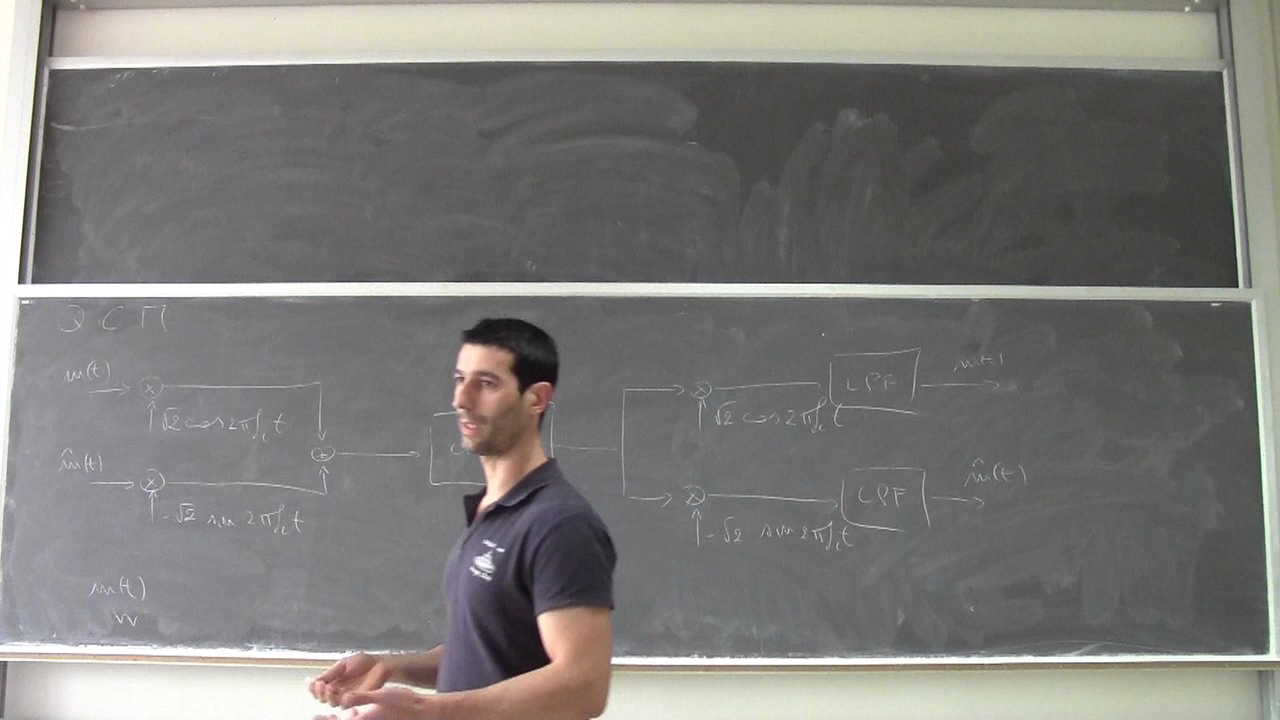 QCM
m(t)
√2 cos 2πf_c t
m̂(t)
-√2 sin 2πf_c t
m(t)
W
√2 cos 2πf_c t
LPF
m(t)
-√2 sin 2πf_c t
LPF
m̂(t)